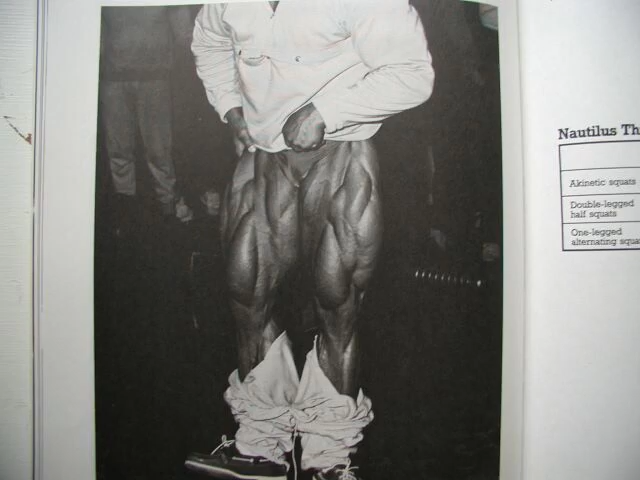 Nautilus Th
Akinetic squats
Double-legged
half squats
One-legged
alternating squa